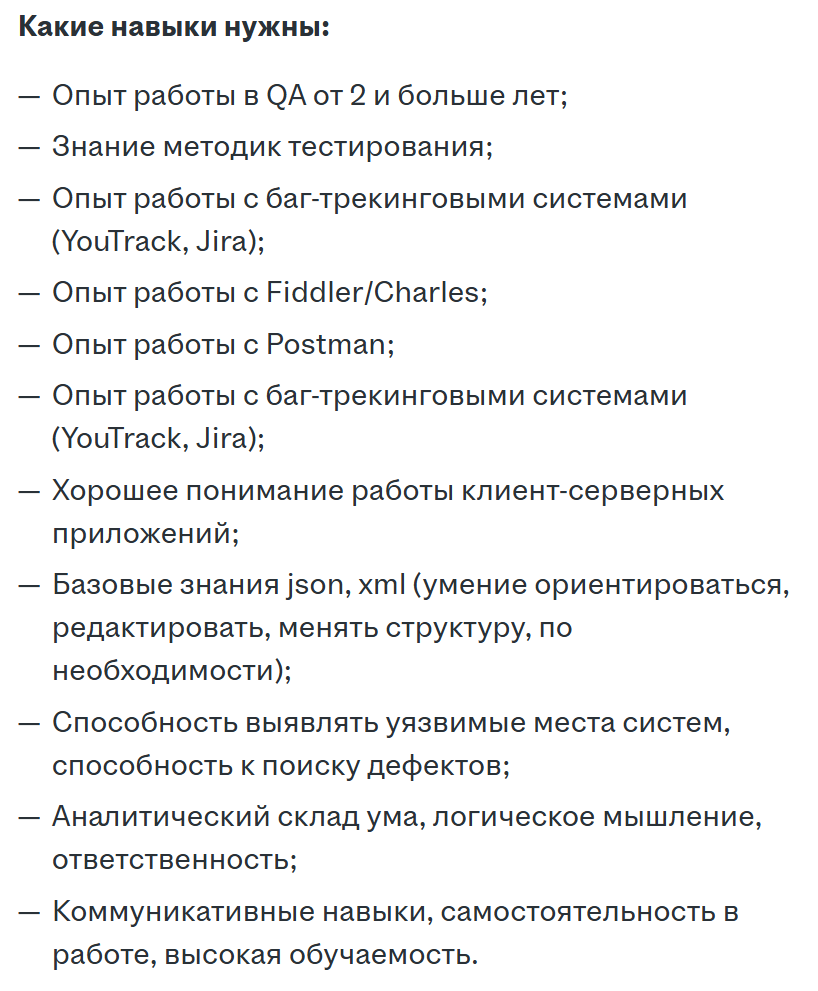 Какие навыки нужны:
— Опыт работы в QA от 2 и больше лет;
— Знание методик тестирования;
— Опыт работы с баг-трекинговыми системами
(YouTrack, Jira);
— Опыт работы с Fiddler/Charles;
— Опыт работы с Postman;
— Опыт работы с баг-трекинговыми системами
(YouTrack, Jira);
— Хорошее понимание работы клиент-серверных
приложений;
— Базовые знания json, xml (умение ориентироваться,
редактировать, менять структуру, по
необходимости);
— Способность выявлять уязвимые места систем,
способность к поиску дефектов;
— Аналитический склад ума, логическое мышление,
ответственность;
— Коммуникативные навыки, самостоятельность в
работе, высокая обучаемость.